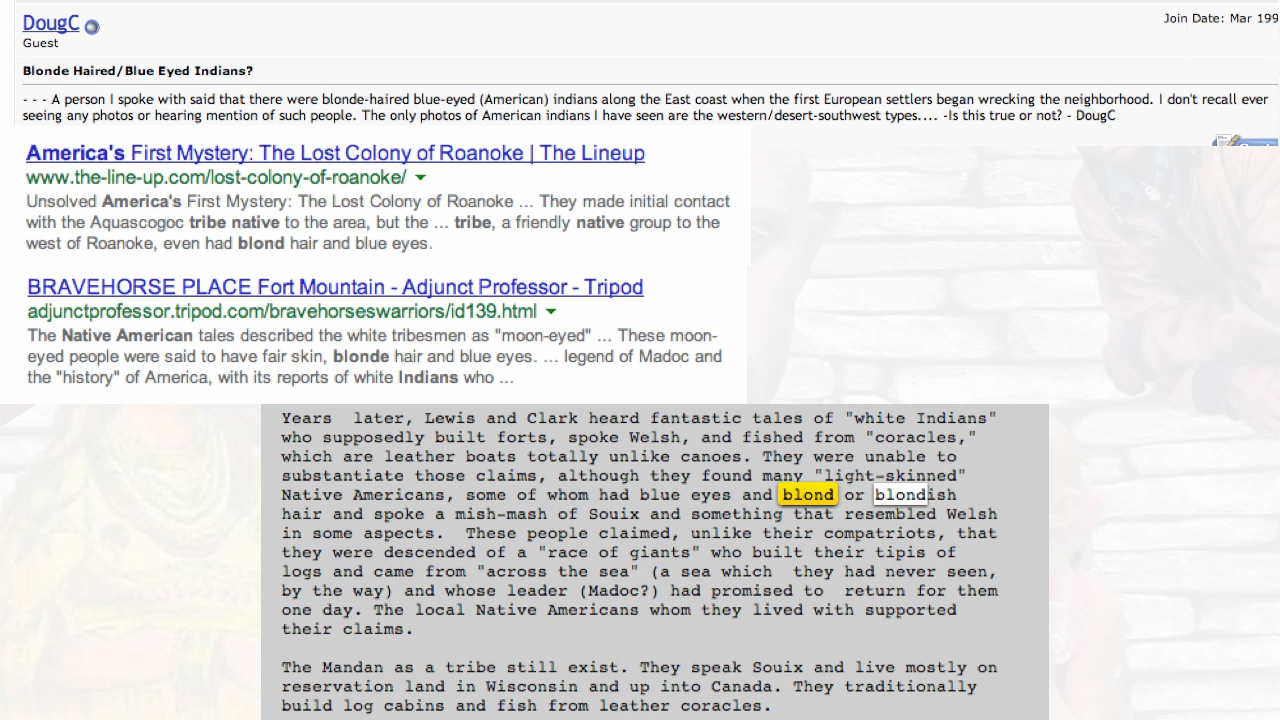 DougC
Join Date: Mar 199
Guest
Blonde Haired/Blue Eyed Indians?
- - - A person I spoke with said that there were blonde-haired blue-eyed (American) indians along the East coast when the first European settlers began wrecking the neighborhood. I don't recall ever
seeing any photos or hearing mention of such people. The only photos of American indians I have seen are the western/desert-southwest types.... -Is this true or not? - DougC
America's First Mystery: The Lost Colony of Roanoke | The Lineup
www.the-line-up.com/lost-colony-of-roanoke/
Unsolved America's First Mystery: The Lost Colony of Roanoke ... They made initial contact
with the Aquascogoc tribe native to the area, but the ... tribe, a friendly native group to the
west of Roanoke, even had blond hair and blue eyes.
BRAVEHORSE PLACE Fort Mountain - Adjunct Professor - Tripod
adjunctprofessor.tripod.com/bravehorseswarriors/id139.html
The Native American tales described the white tribesmen as "moon-eyed" ... These moon-
eyed people were said to have fair skin, blonde hair and blue eyes. ... legend of Madoc and
the "history" of America, with its reports of white Indians who ...
Years later, Lewis and Clark heard fantastic tales of "white Indians"
who supposedly built forts, spoke Welsh, and fished from "coracles,"
which are leather boats totally unlike canoes. They were unable to
substantiate those claims, although they found many "light-skinned"
Native Americans, some of whom had blue eyes and blond or blondish
hair and spoke a mish-mash of Souix and something that resembled Welsh
in some aspects. These people claimed, unlike their compatriots, that
they were descended of a "race of giants" who built their tipis of
logs and came from "across the sea" (a sea which they had never seen,
by the way) and whose leader (Madoc?) had promised to return for them
one day. The local Native Americans whom they lived with supported
their claims.
The Mandan as a tribe still exist. They speak Souix and live mostly on
reservation land in Wisconsin and up into Canada. They traditionally
build log cabins and fish from leather coracles.